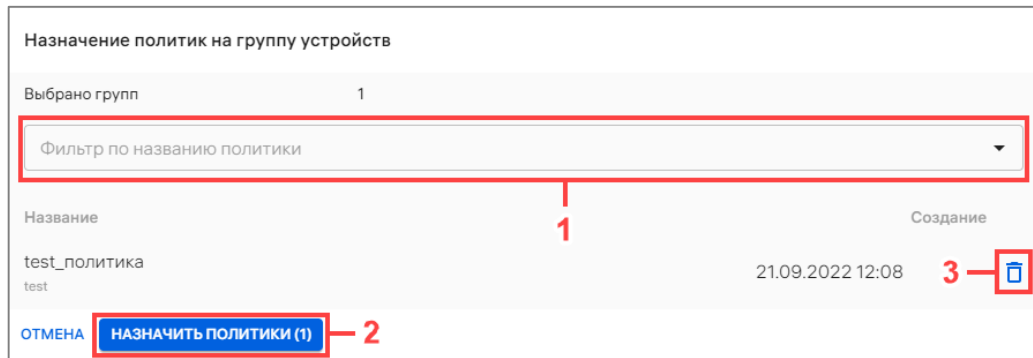 Назначение политик на группу устройств
Выбрано групп 1
Фильтр по названию политики
1
Название Создание
test_политика 21.09.2022 12:08 3
test
ОТМЕНА НАЗНАЧИТЬ ПОЛИТИКИ (1) 2